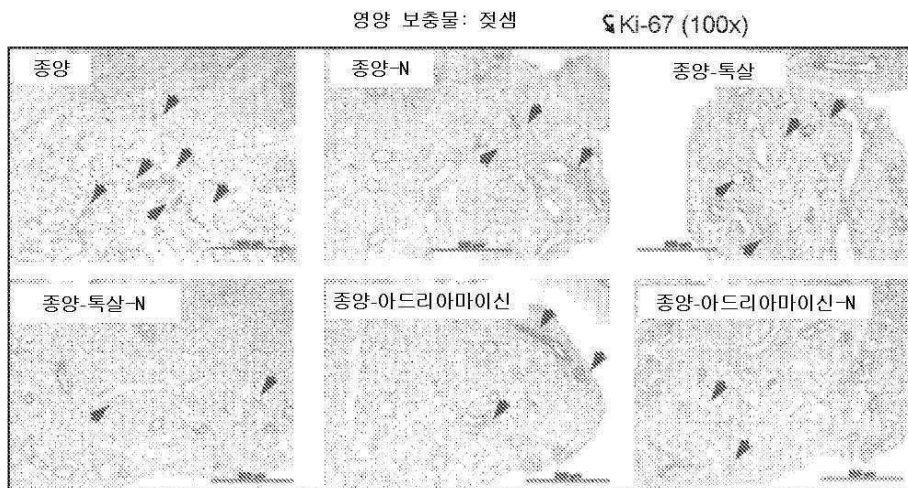 영양 보충물: 젖샘 Ki-67 (100x)
종양 종양-N 종양-톡살
종양-톡살-N 종양-아드리아마이신 종양-아드리아마이신-N